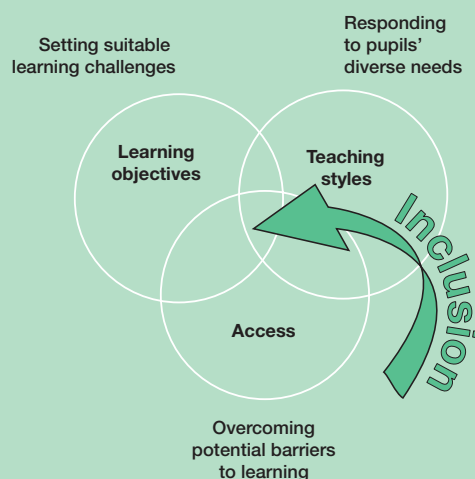 Setting suitable
learning challenges
Responding
to pupils’
diverse needs
Learning
objectives
Teaching
styles
Inclusion
Access
Overcoming
potential barriers
to learning